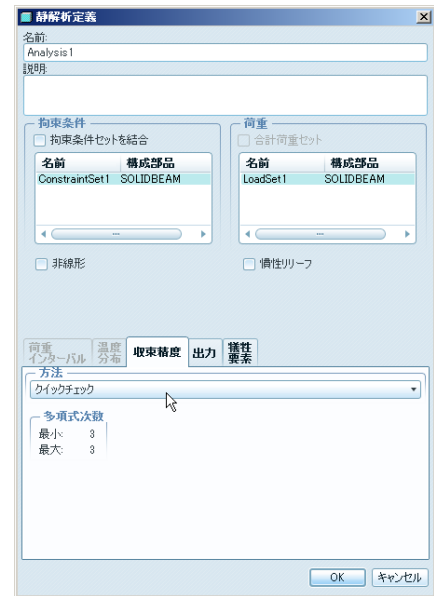 静解析定義
名前:
Analysis1
説明:
拘束条件
拘束条件セットを結合
名前 構成部品
ConstraintSet1 SOLIDBEAM
荷重
合計荷重セット
名前 構成部品
LoadSet1 SOLIDBEAM
非線形
慣性リリーフ
荷重
インターバル
温度
分布
収束精度
出力
犠牲
要素
方法
クイックチェック
多項式次数
最小: 3
最大: 3
OK
キャンセル